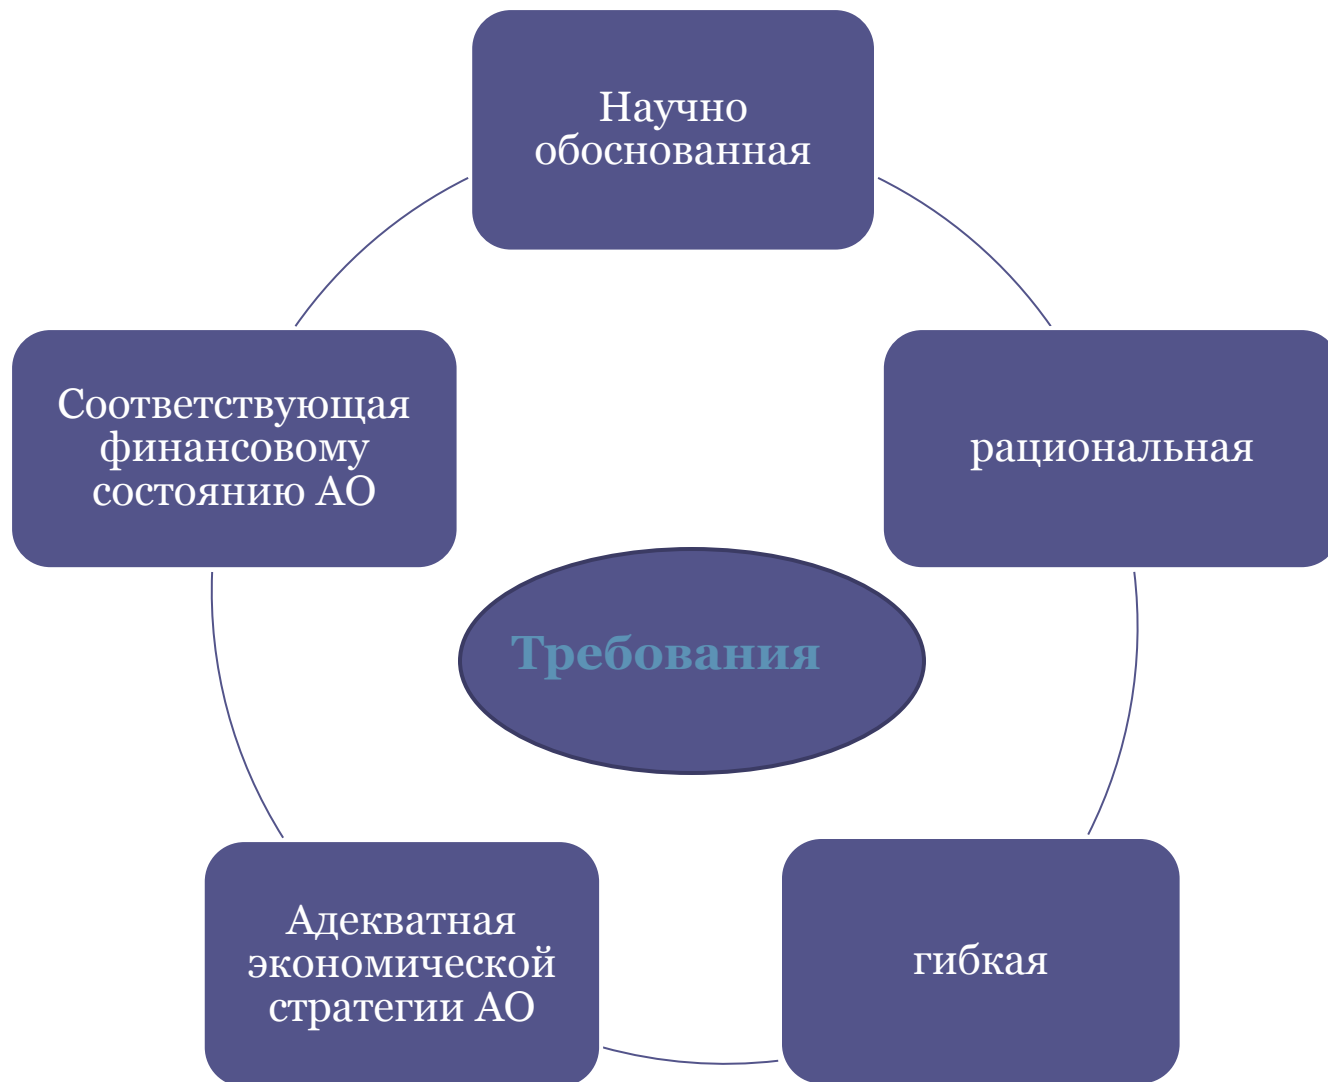 Научно
обоснованная
рациональная
гибкая
Адекватная
экономической
стратегии АО
Соответствующая
финансовому
состоянию АО
Требования